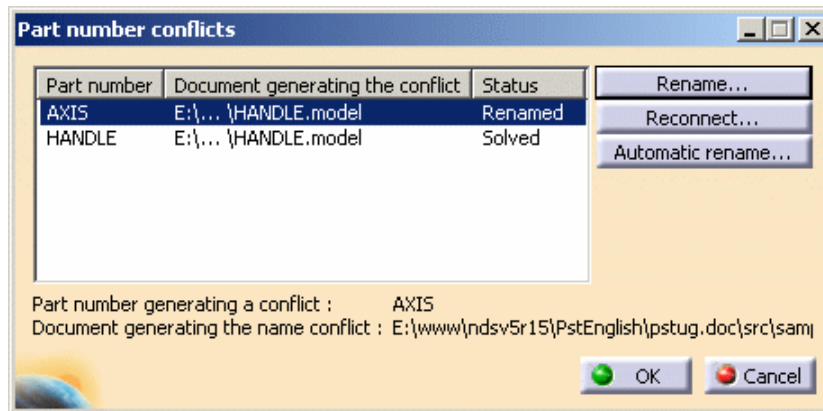 Part number conflicts
Part number Document generating the conflict Status
AXIS E:\... \HANDLE.model Renamed
HANDLE E:\... \HANDLE.model Solved
Rename...
Reconnect...
Automatic rename...
Part number generating a conflict : AXIS
Document generating the name conflict : E:\www\ndsv5r15\PstEnglish\pstug.doc\src\samp
OK Cancel